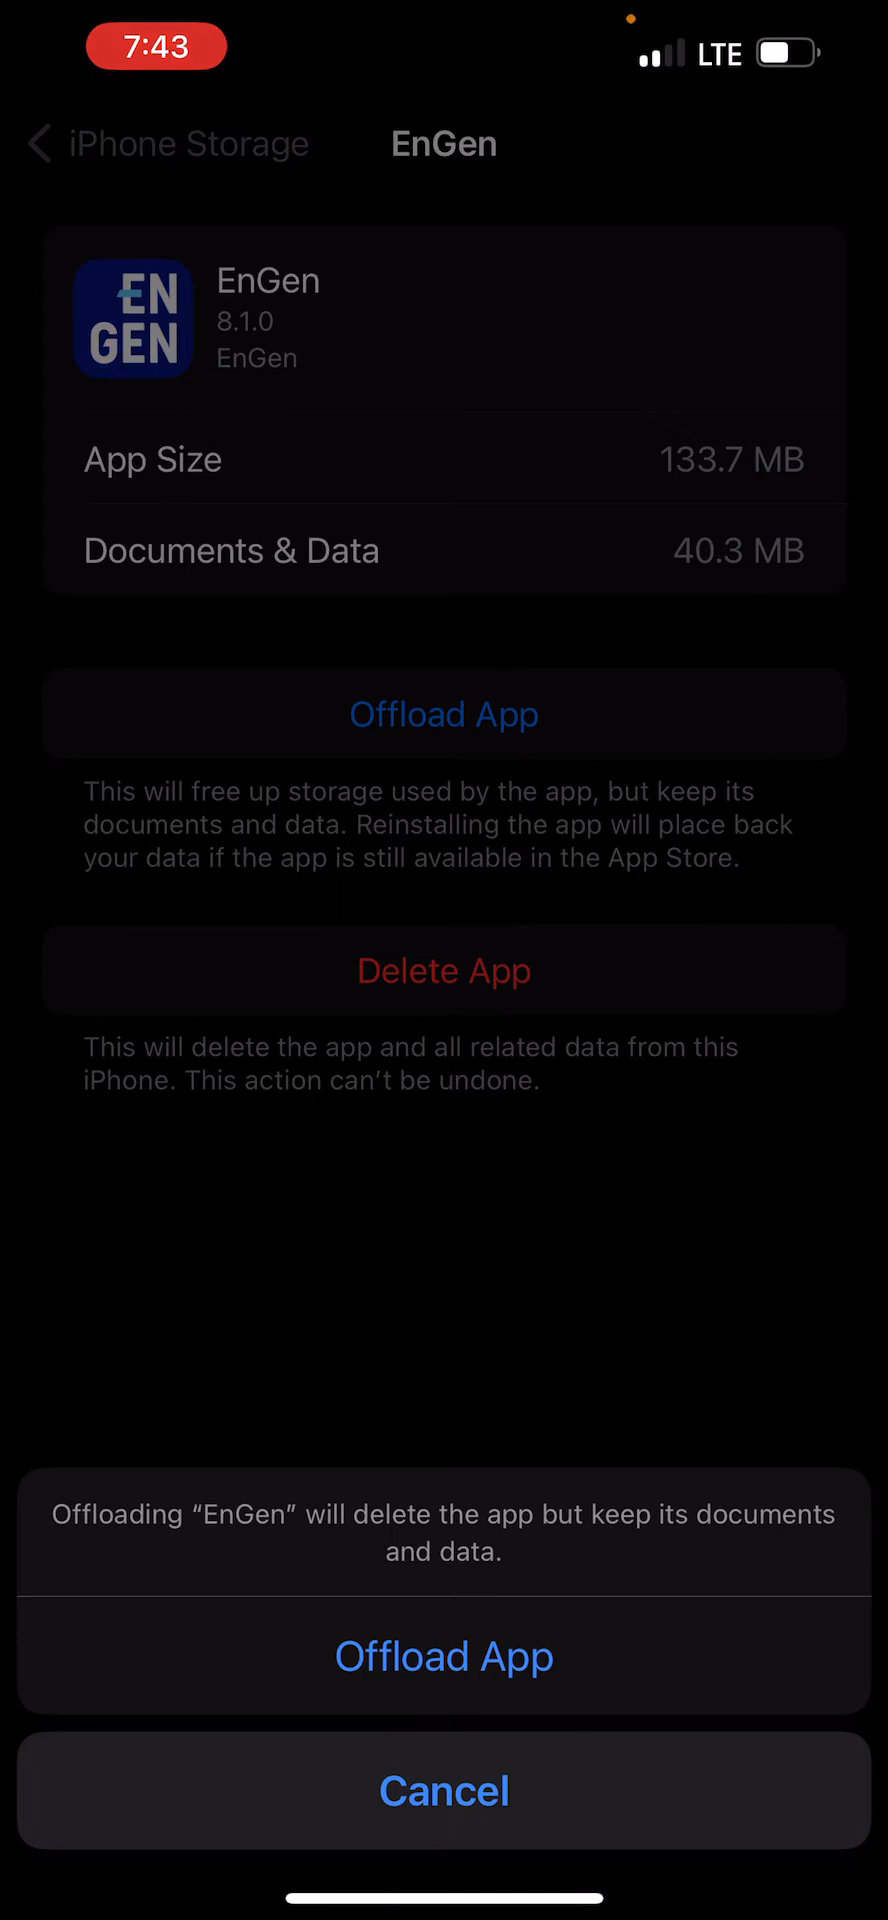 7:43
LTE
iPhone Storage
EnGen
EN
GEN
EnGen
8.1.0
EnGen
App Size
133.7 MB
Documents & Data
40.3 MB
Offload App
This will free up storage used by the app, but keep its
documents and data. Reinstalling the app will place back
your data if the app is still available in the App Store.
Delete App
This will delete the app and all related data from this
iPhone. This action can’t be undone.
Offloading “EnGen” will delete the app but keep its documents
and data.
Offload App
Cancel